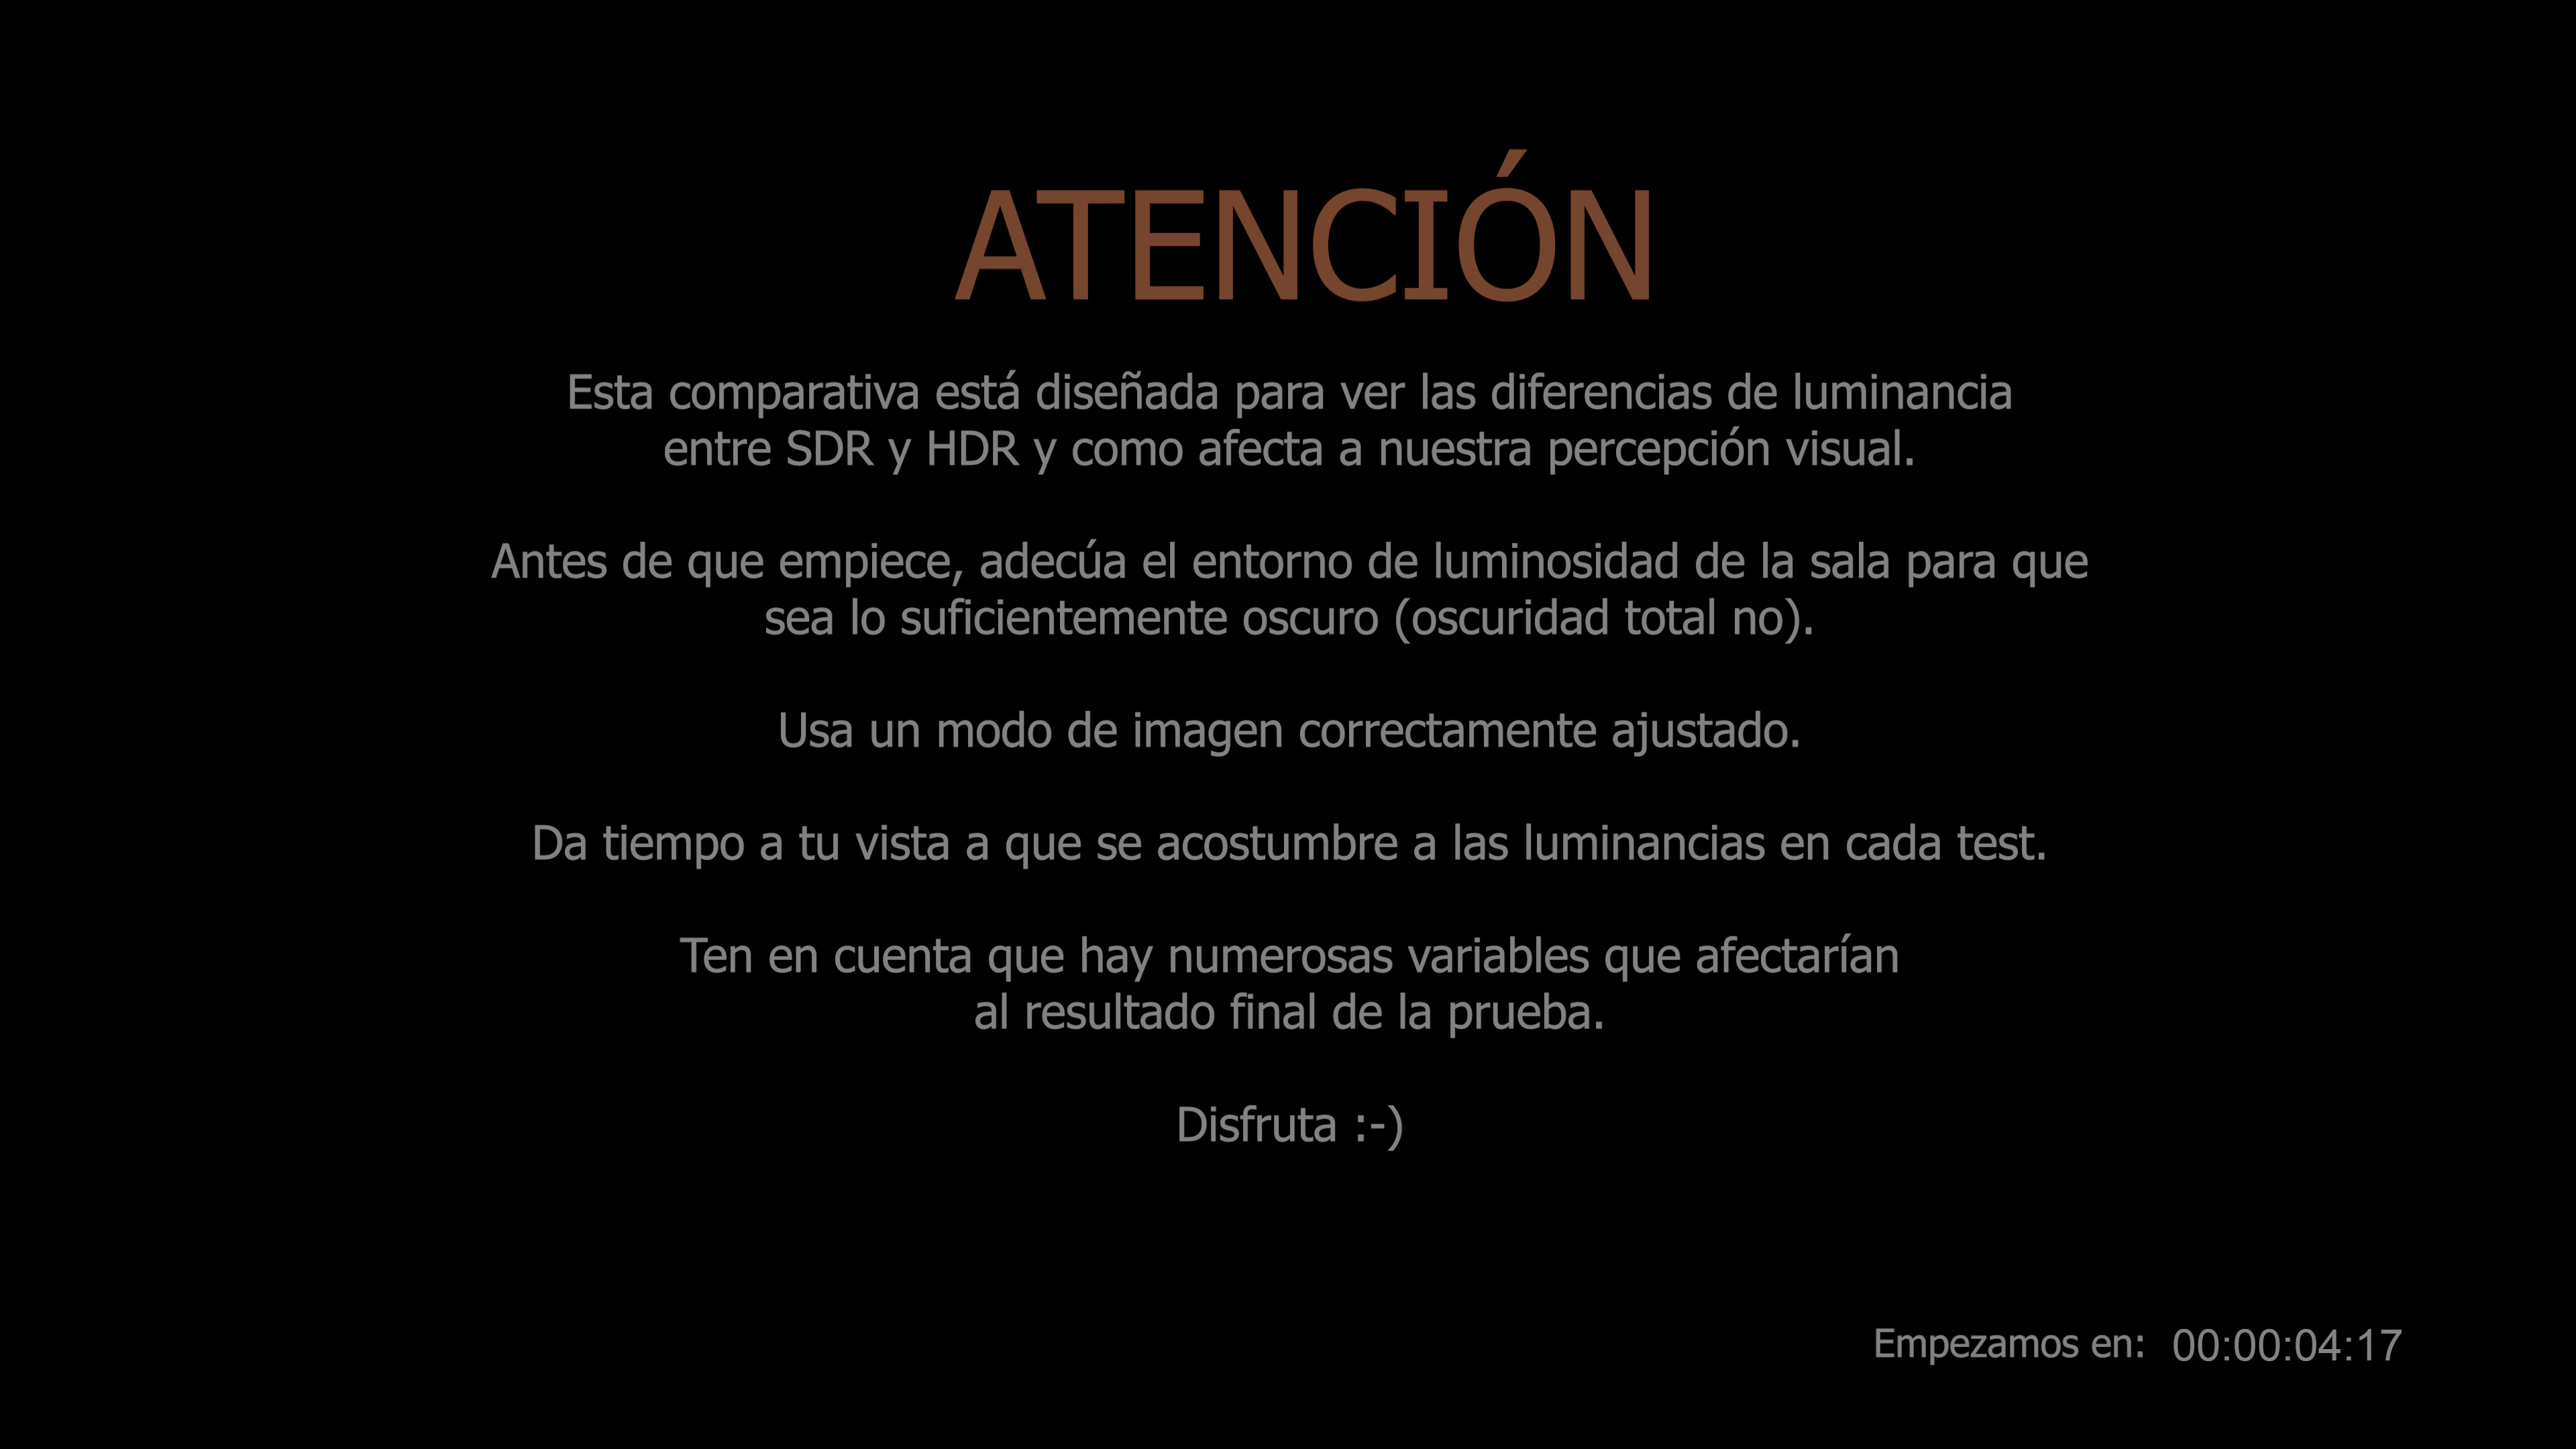 ATENCIÓN
Esta comparativa está diseñada para ver las diferencias de luminancia
entre SDR y HDR y como afecta a nuestra percepción visual.
Antes de que empiece, adecúa el entorno de luminosidad de la sala para que
sea lo suficientemente oscuro (oscuridad total no).
Usa un modo de imagen correctamente ajustado.
Da tiempo a tu vista a que se acostumbre a las luminancias en cada test.
Ten en cuenta que hay numerosas variables que afectarían
al resultado final de la prueba.
Disfruta :-)
Empezamos en: 00:00:04:17